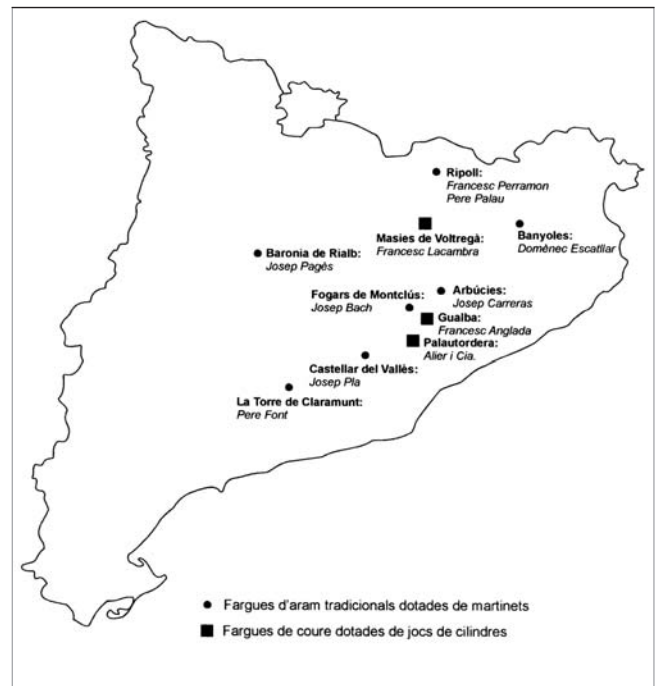 Ripoll:
Francesc Perramon
Pere Palau
Masies de Voltregà:
Francesc Lacambra
Banyoles:
Domènec Escatllar
Baronia de Rialb:
Josep Pagès
Arbúcies:
Josep Carreras
Fogars de Montclús:
Josep Bach
Gualba:
Francesc Anglada
Palautordera:
Alier i Cia.
Castellar del Vallès:
Josep Pla
La Torre de Claramunt:
Pere Font
Fargues d'aram tradicionals dotades de martinets
Fargues de coure dotades de jocs de cilindres